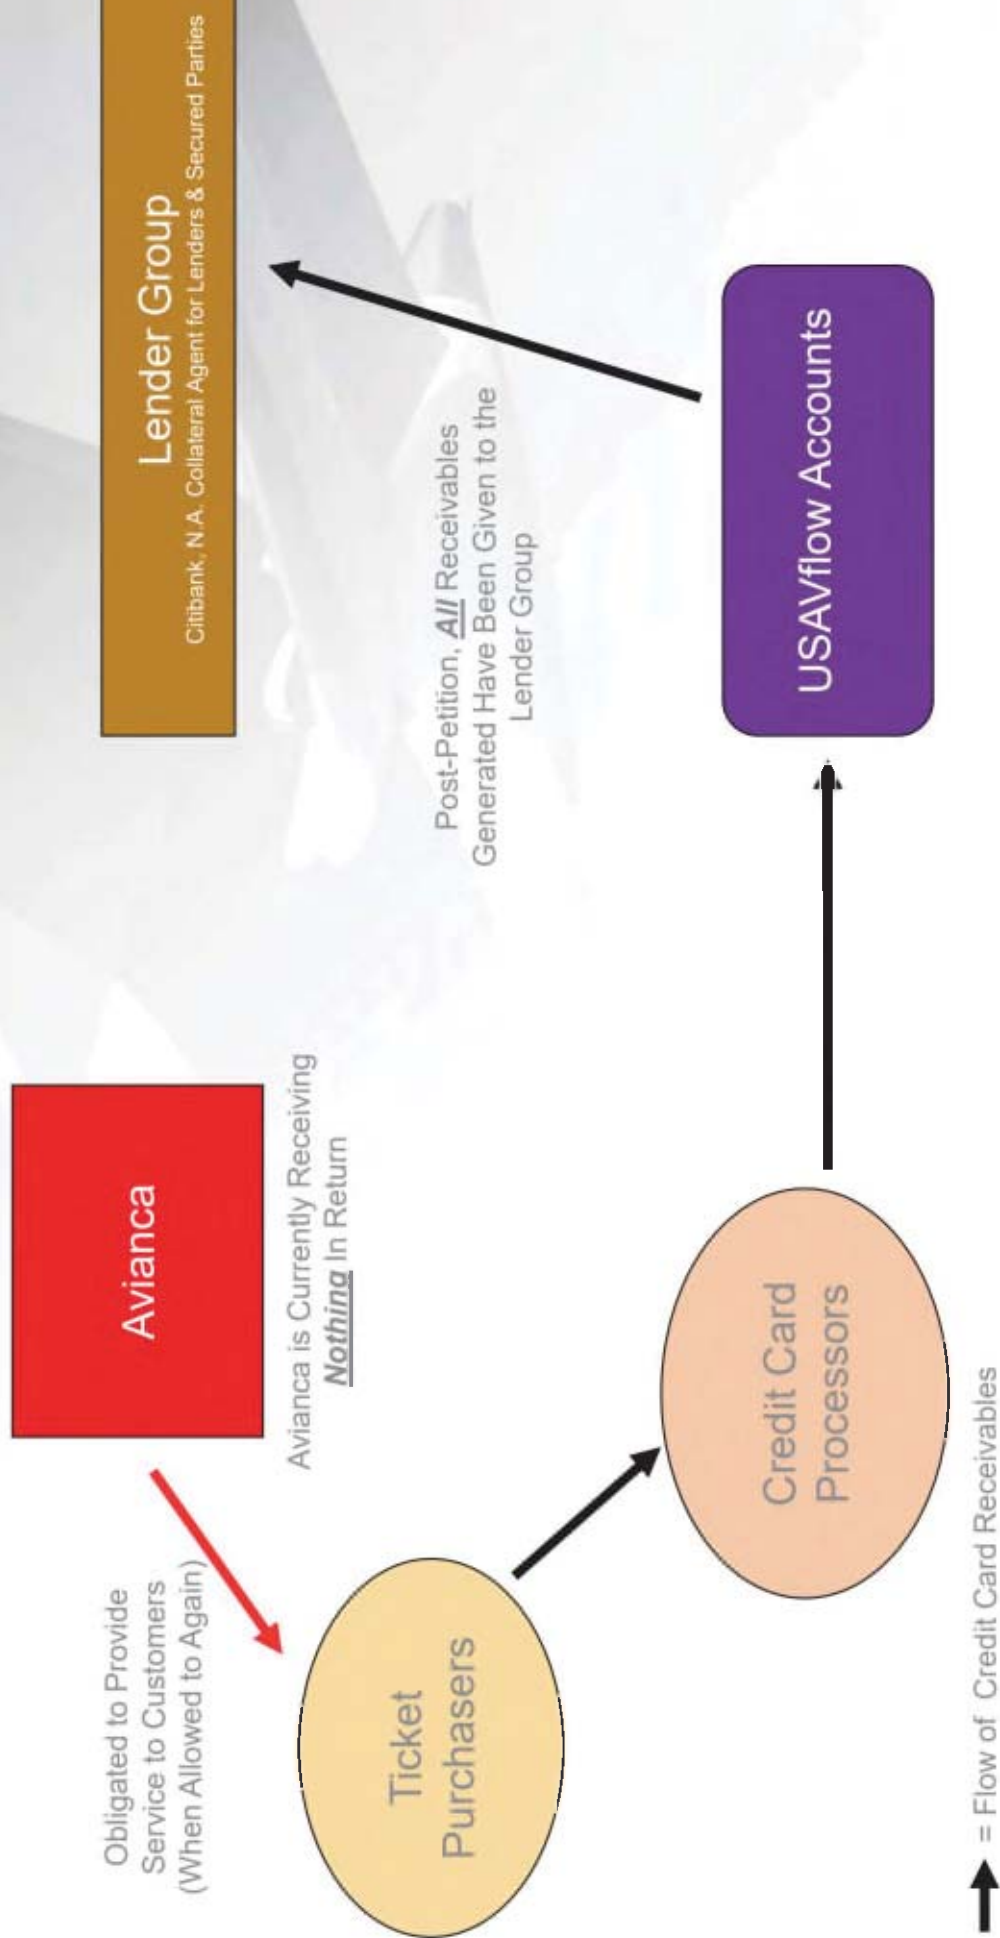 Avianca
Lender Group
Citibank, N.A. Collateral Agent for Lenders & Secured Parties
Obligated to Provide
Service to Customers
(When Allowed to Again)
Avianca is Currently Receiving
Nothing In Return
Ticket
Purchasers
Post-Petition, All Receivables
Generated Have Been Given to the
Lender Group
Credit Card
Processors
USAVflow Accounts
= Flow of Credit Card Receivables